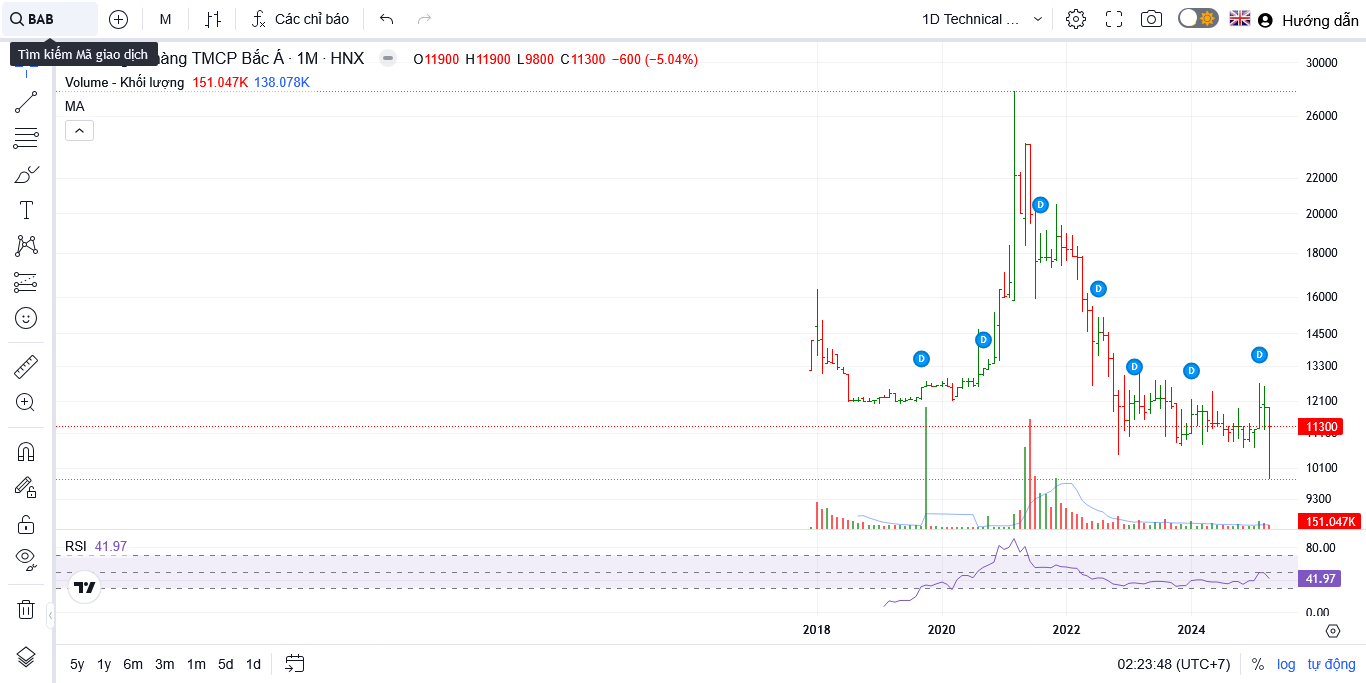 BAB
M
Các chỉ báo
1D Technical ...
Hướng dẫn
Tìm kiếm Mã giao dịch
hàng TMCP Bắc Á · 1M · HNX
O11900 H11900 L9800 C11300 −600 (−5.04%)
Volume - Khối lượng 151.047K 138.078K
MA
30000
26000
22000
20000
18000
16000
14500
13300
12100
11300
10100
9300
151.047K
D
D
D
D
D
D
D
RSI 41.97
80.00
41.97
0.00
2018
2020
2022
2024
5y 1y 6m 3m 1m 5d 1d
02:23:48 (UTC+7)
% log tự động